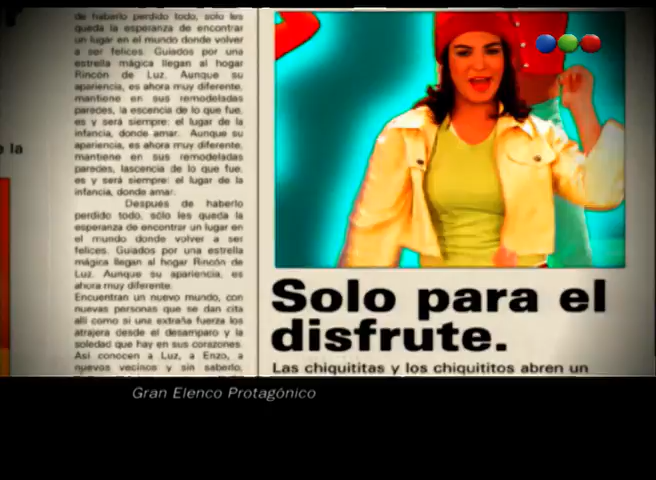 de haberlo perdido todo, solo les
queda la esperanza de encontrar
un lugar en el mundo donde volver
a ser felices. Guiados por una
estrella mágica llegan al hogar
Rincón de Luz. Aunque su
apariencia, es ahora muy diferente,
mantiene en sus remodeladas
paredes, la escencia de lo que fue,
es y será siempre: el lugar de la
infancia, donde amar. Aunque su
apariencia, es ahora muy diferente,
mantiene en sus remodeladas
paredes, lascencia de lo que fue,
es y será siempre: el lugar de la
infancia, donde amar.
Después de haberlo
perdido todo, sólo les queda la
esperanza de encontrar un lugar en
el mundo donde volver a ser
felices. Guiados por una estrella
mágica llegan al hogar Rincón de
Luz. Aunque su apariencia, es
ahora muy diferente.
Encuentran un nuevo mundo, con
nuevas personas que se dan cita
allí como si una extraña fuerza los
atrajera desde el desamparo y la
soledad que hay en sus corazones.
Así conocen a Luz, a Enzo, a
nuevos vecinos y sin saberlo,
la
Solo para el
disfrute.
Las chiquititas y los chiquititos abren un
Gran Elenco Protagónico